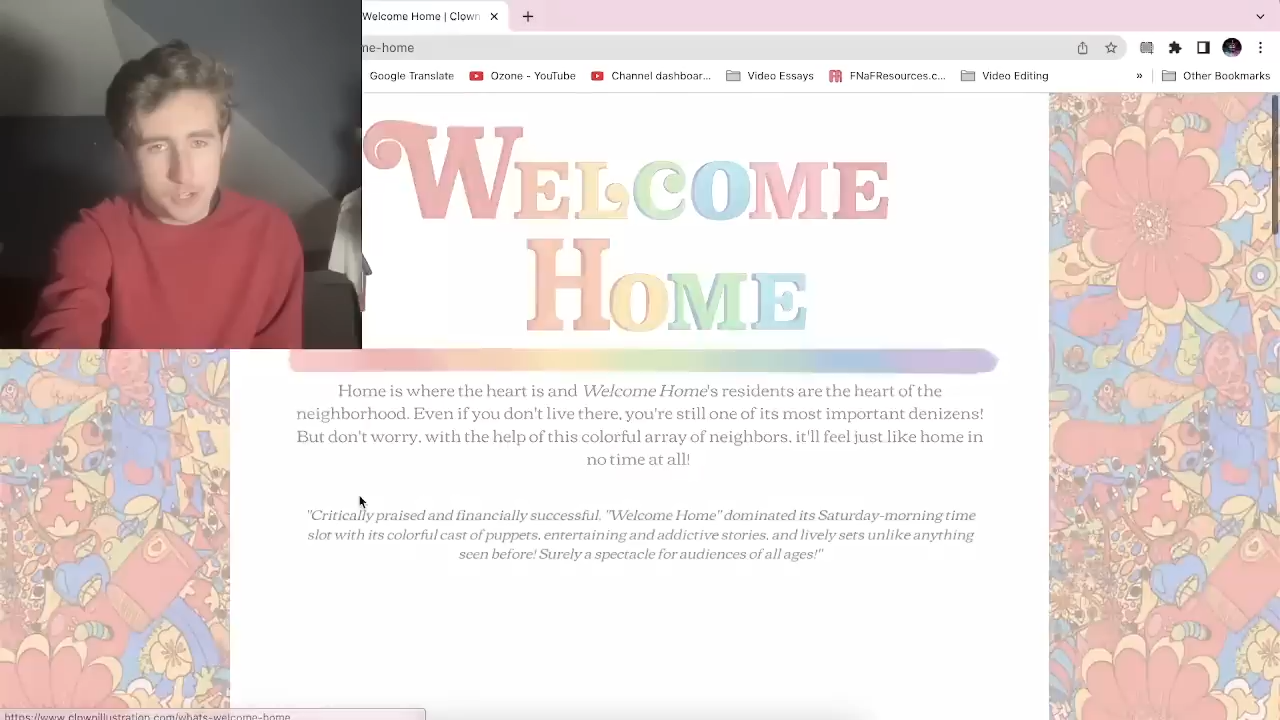 Welcome Home | Clown
me-home
Google Translate
Ozone - YouTube
Channel dashboar...
Video Essays
FNaFResources.c...
Video Editing
»
Other Bookmarks
WELCOME
HOME
Home is where the heart is and Welcome Home's residents are the heart of the
neighborhood. Even if you don't live there, you're still one of its most important denizens!
But don't worry, with the help of this colorful array of neighbors, it'll feel just like home in
no time at all!
"Critically praised and financially successful, "Welcome Home" dominated its Saturday-morning time
slot with its colorful cast of puppets, entertaining and addictive stories, and lively sets unlike anything
seen before! Surely a spectacle for audiences of all ages!"
https://www.clownillustration.com/whats-welcome-home